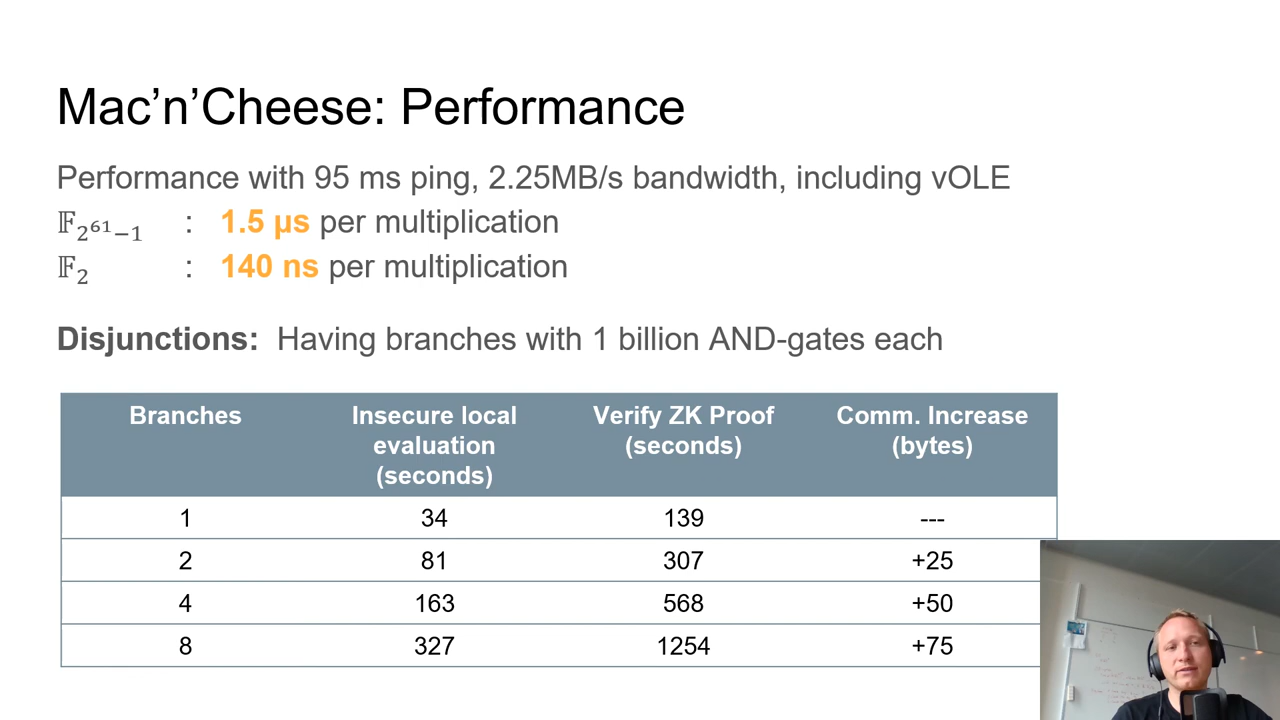 Mac’n’Cheese: Performance
Performance with 95 ms ping, 2.25MB/s bandwidth, including vOLE
𝔽₂⁶¹₋₁ : 1.5 µs per multiplication
𝔽₂ : 140 ns per multiplication
Disjunctions: Having branches with 1 billion AND-gates each
Branches Insecure local evaluation (seconds) Verify ZK Proof (seconds) Comm. Increase (bytes)
1 34 139 ---
2 81 307 +25
4 163 568 +50
8 327 1254 +75